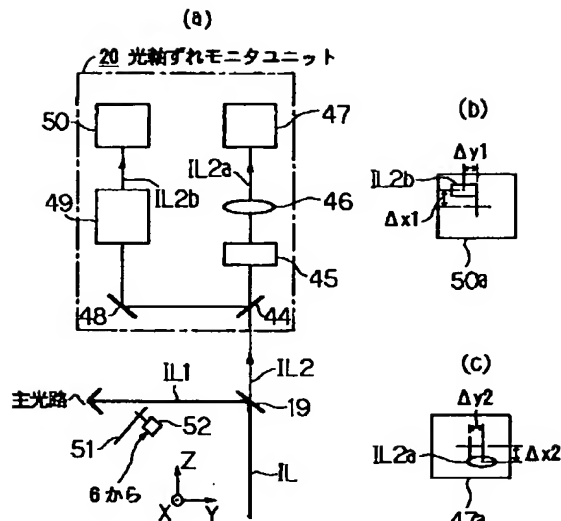 (a)
20 光軸ずれモニタユニット
50
47
IL2a
IL2b
49
46
45
48
44
IL2
主光路
IL1
19
51
52
6から
Z
X
Y
IL
(b)
Δy1
IL2b
Δx1
50a
(c)
Δy2
IL2a
Δx2
47a